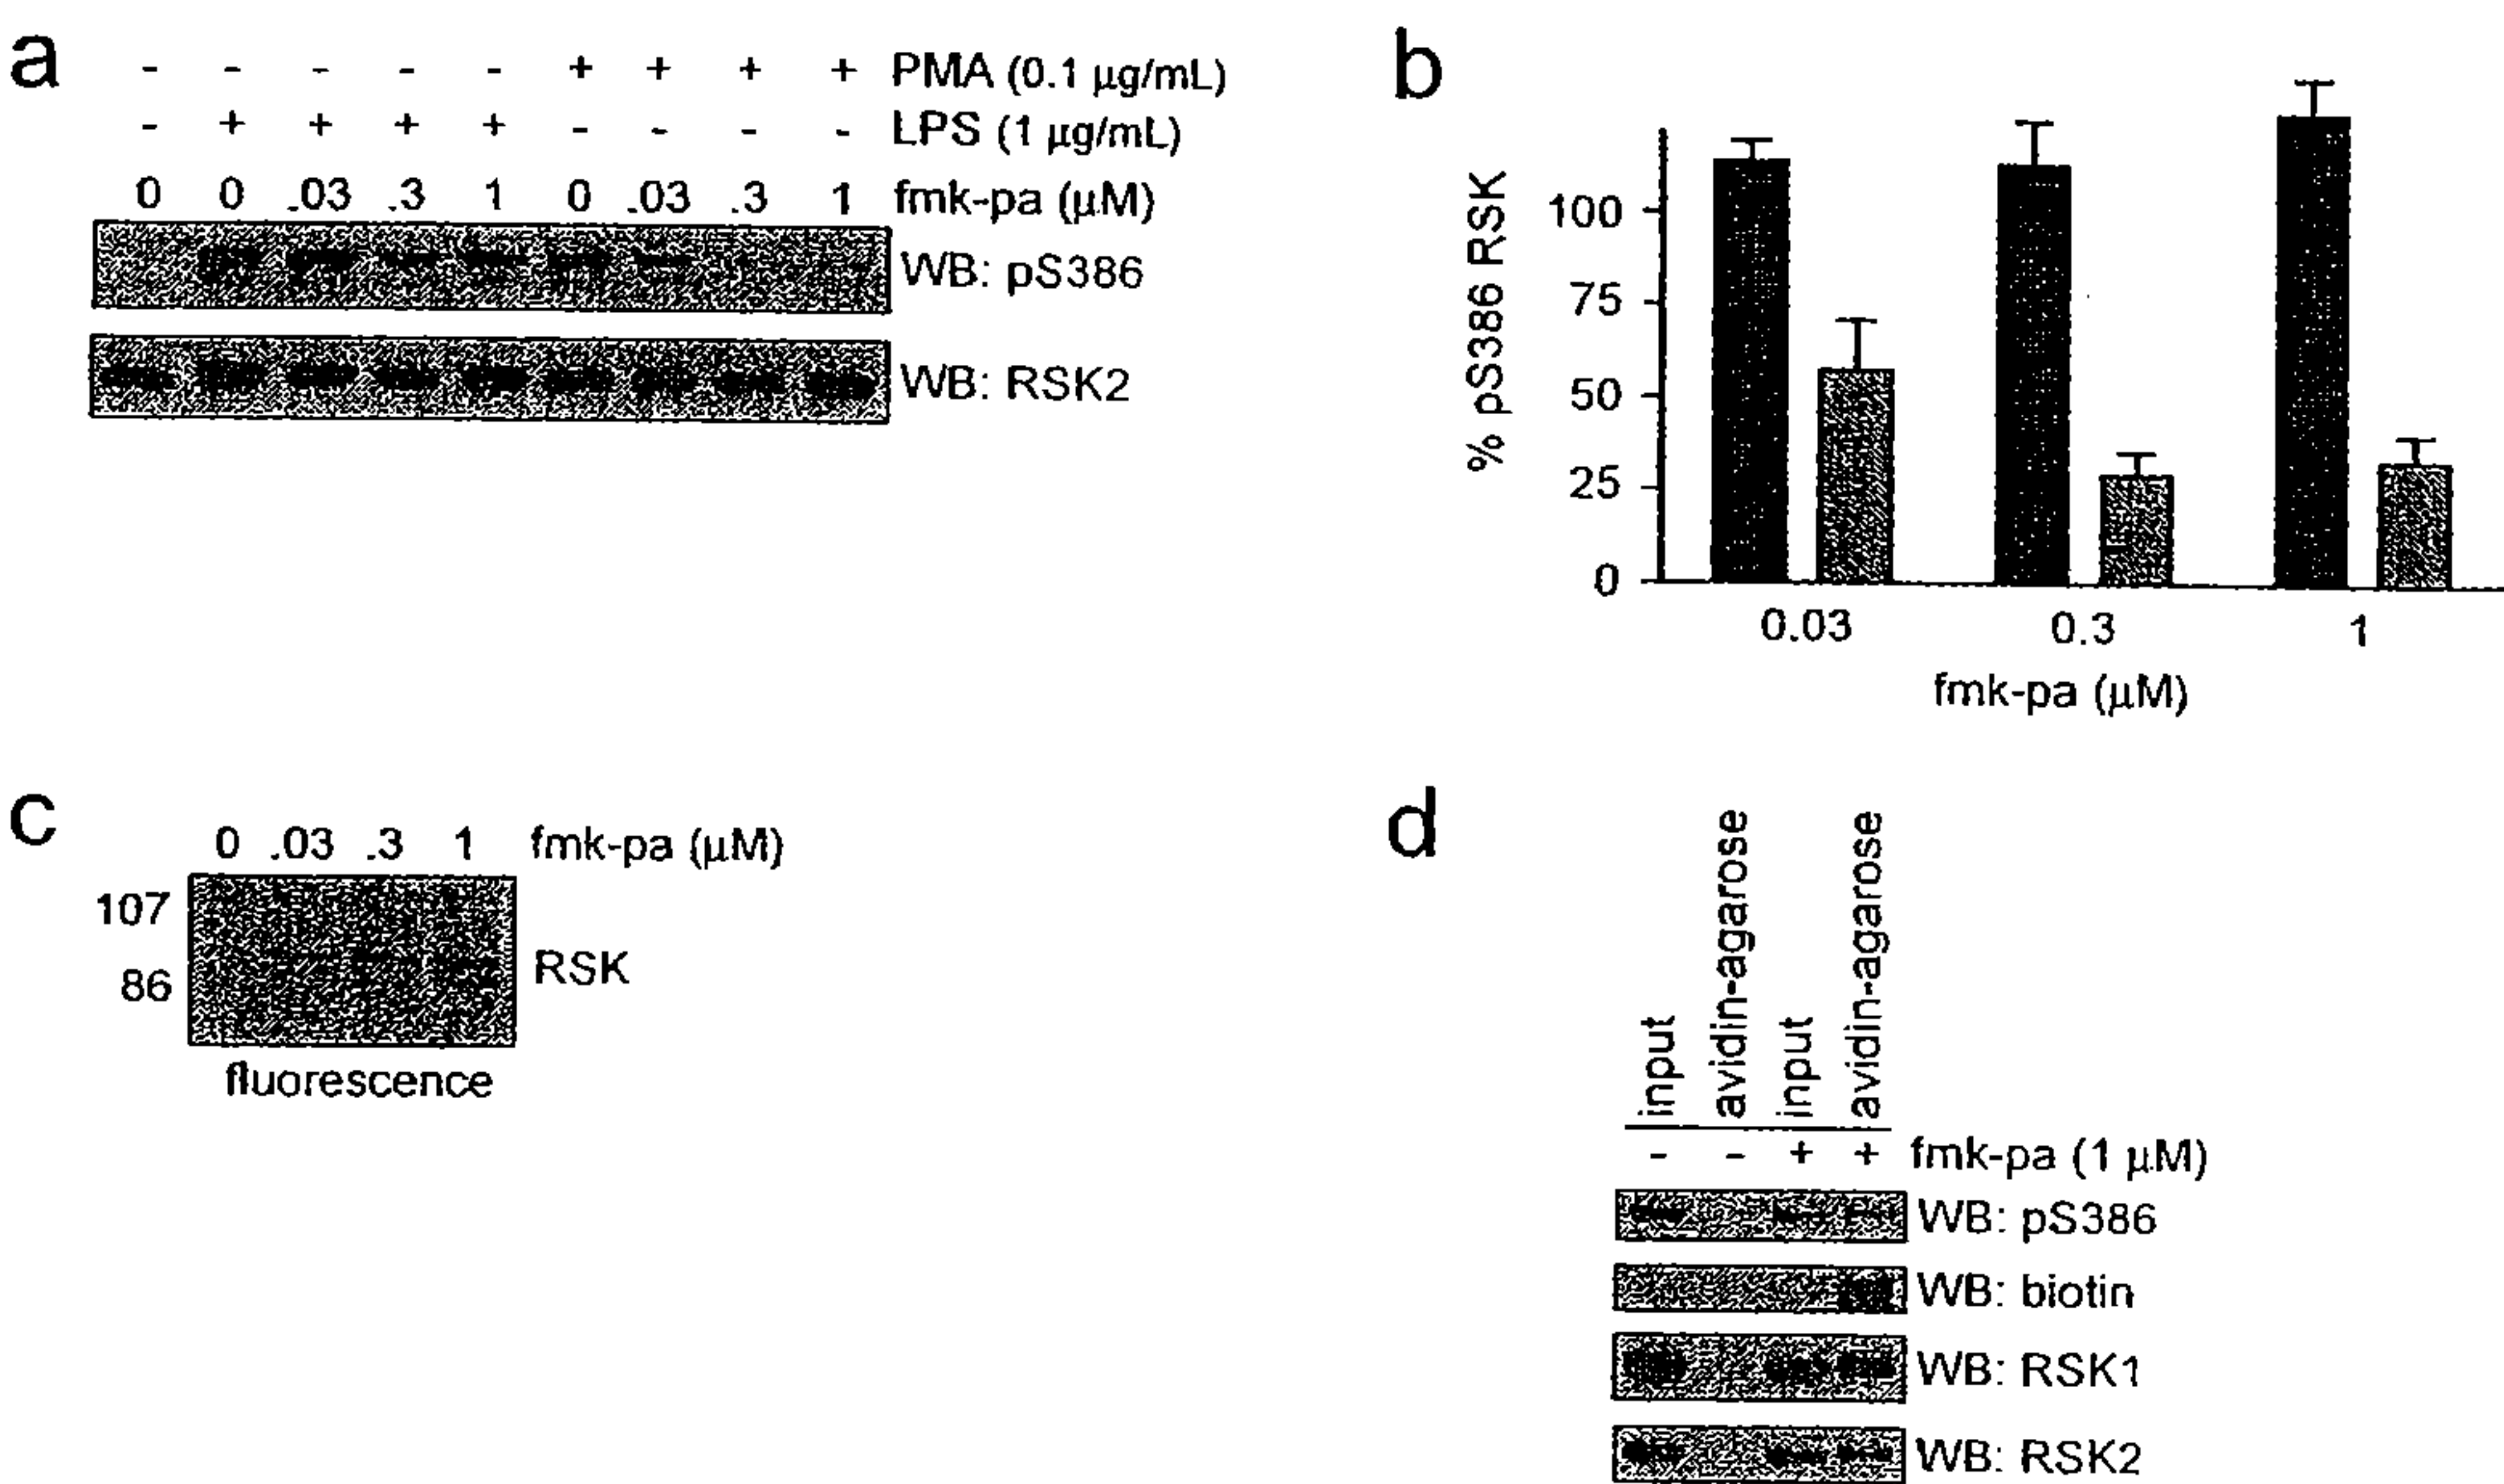 a
- - - - - + + + + PMA (0.1 µg/mL)
- + + + + - - - - LPS (1 µg/mL)
0 0 .03 .3 1 0 .03 .3 1 fmk-pa (µM)
WB: pS386
WB: RSK2
b
% pS386 RSK
100
75
50
25
0
0.03 0.3 1
fmk-pa (µM)
c
0 .03 .3 1 fmk-pa (µM)
107
86
RSK
fluorescence
d
input
avidin-agarose
input
avidin-agarose
- - + + fmk-pa (1 µM)
WB: pS386
WB: biotin
WB: RSK1
WB: RSK2